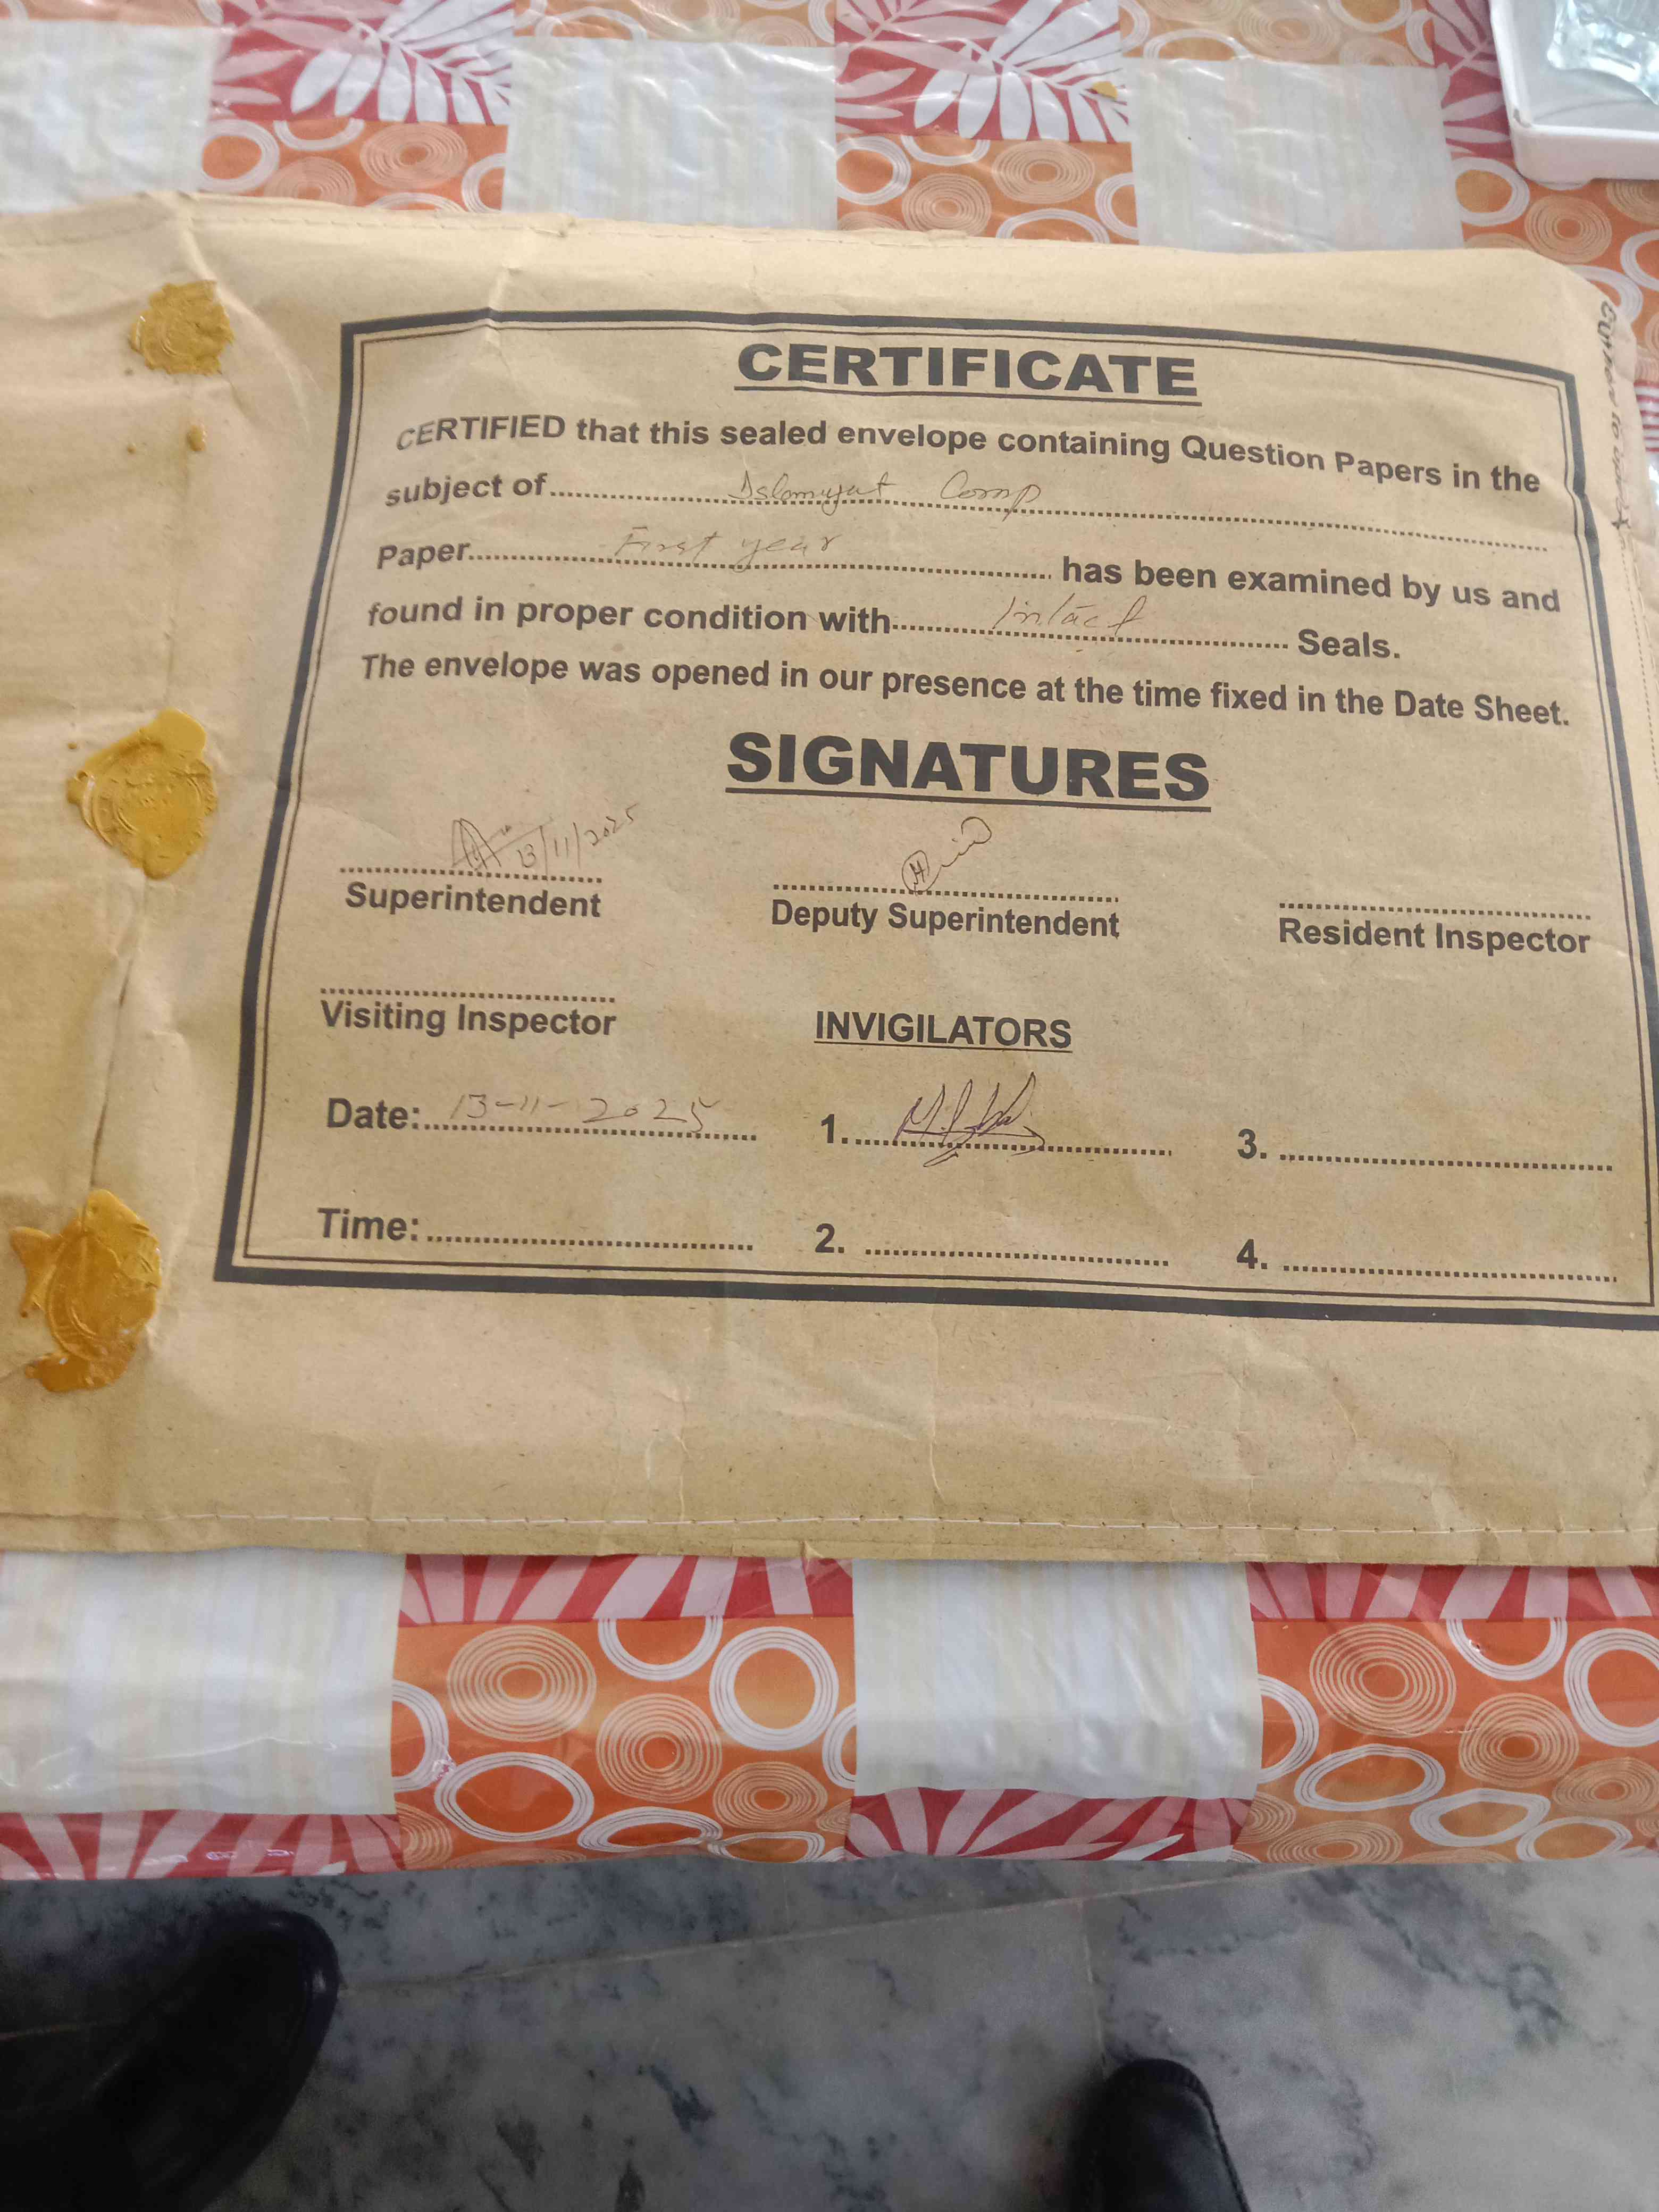 CERTIFICATE
CERTIFIED that this sealed envelope containing Question Papers in the
subject of.......... Islamiyat Comp ..........
Paper.......... First year .......... has been examined by us and
found in proper condition with.......... Intact .......... Seals.
The envelope was opened in our presence at the time fixed in the Date Sheet.
SIGNATURES
13/11/2025
Superintendent
Deputy Superintendent
Resident Inspector
Visiting Inspector
INVIGILATORS
Date: 13-11-2025
1.
3.
Time:
2.
4.